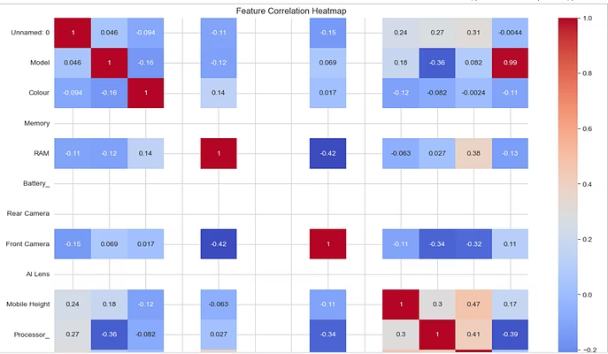 Feature Correlation Heatmap
Unnamed: 0 1 0.046 -0.094 -0.11 -0.15 0.24 0.27 0.31 -0.0044
Model 0.046 1 -0.16 -0.12 0.069 0.18 -0.36 0.082 0.99
Colour -0.094 -0.16 1 0.14 0.017 -0.12 -0.082 -0.0024 -0.11
Memory
RAM -0.11 -0.12 0.14 1 -0.42 -0.063 0.027 0.38 -0.13
Battery_
Rear Camera
Front Camera -0.15 0.069 0.017 -0.42 1 -0.11 -0.34 -0.32 0.11
AI Lens
Mobile Height 0.24 0.18 -0.12 -0.063 -0.11 1 0.3 0.47 0.17
Processor_ 0.27 -0.36 -0.082 0.027 -0.34 0.3 1 0.41 -0.39
1.0
0.8
0.6
0.4
0.2
0.0
-0.2